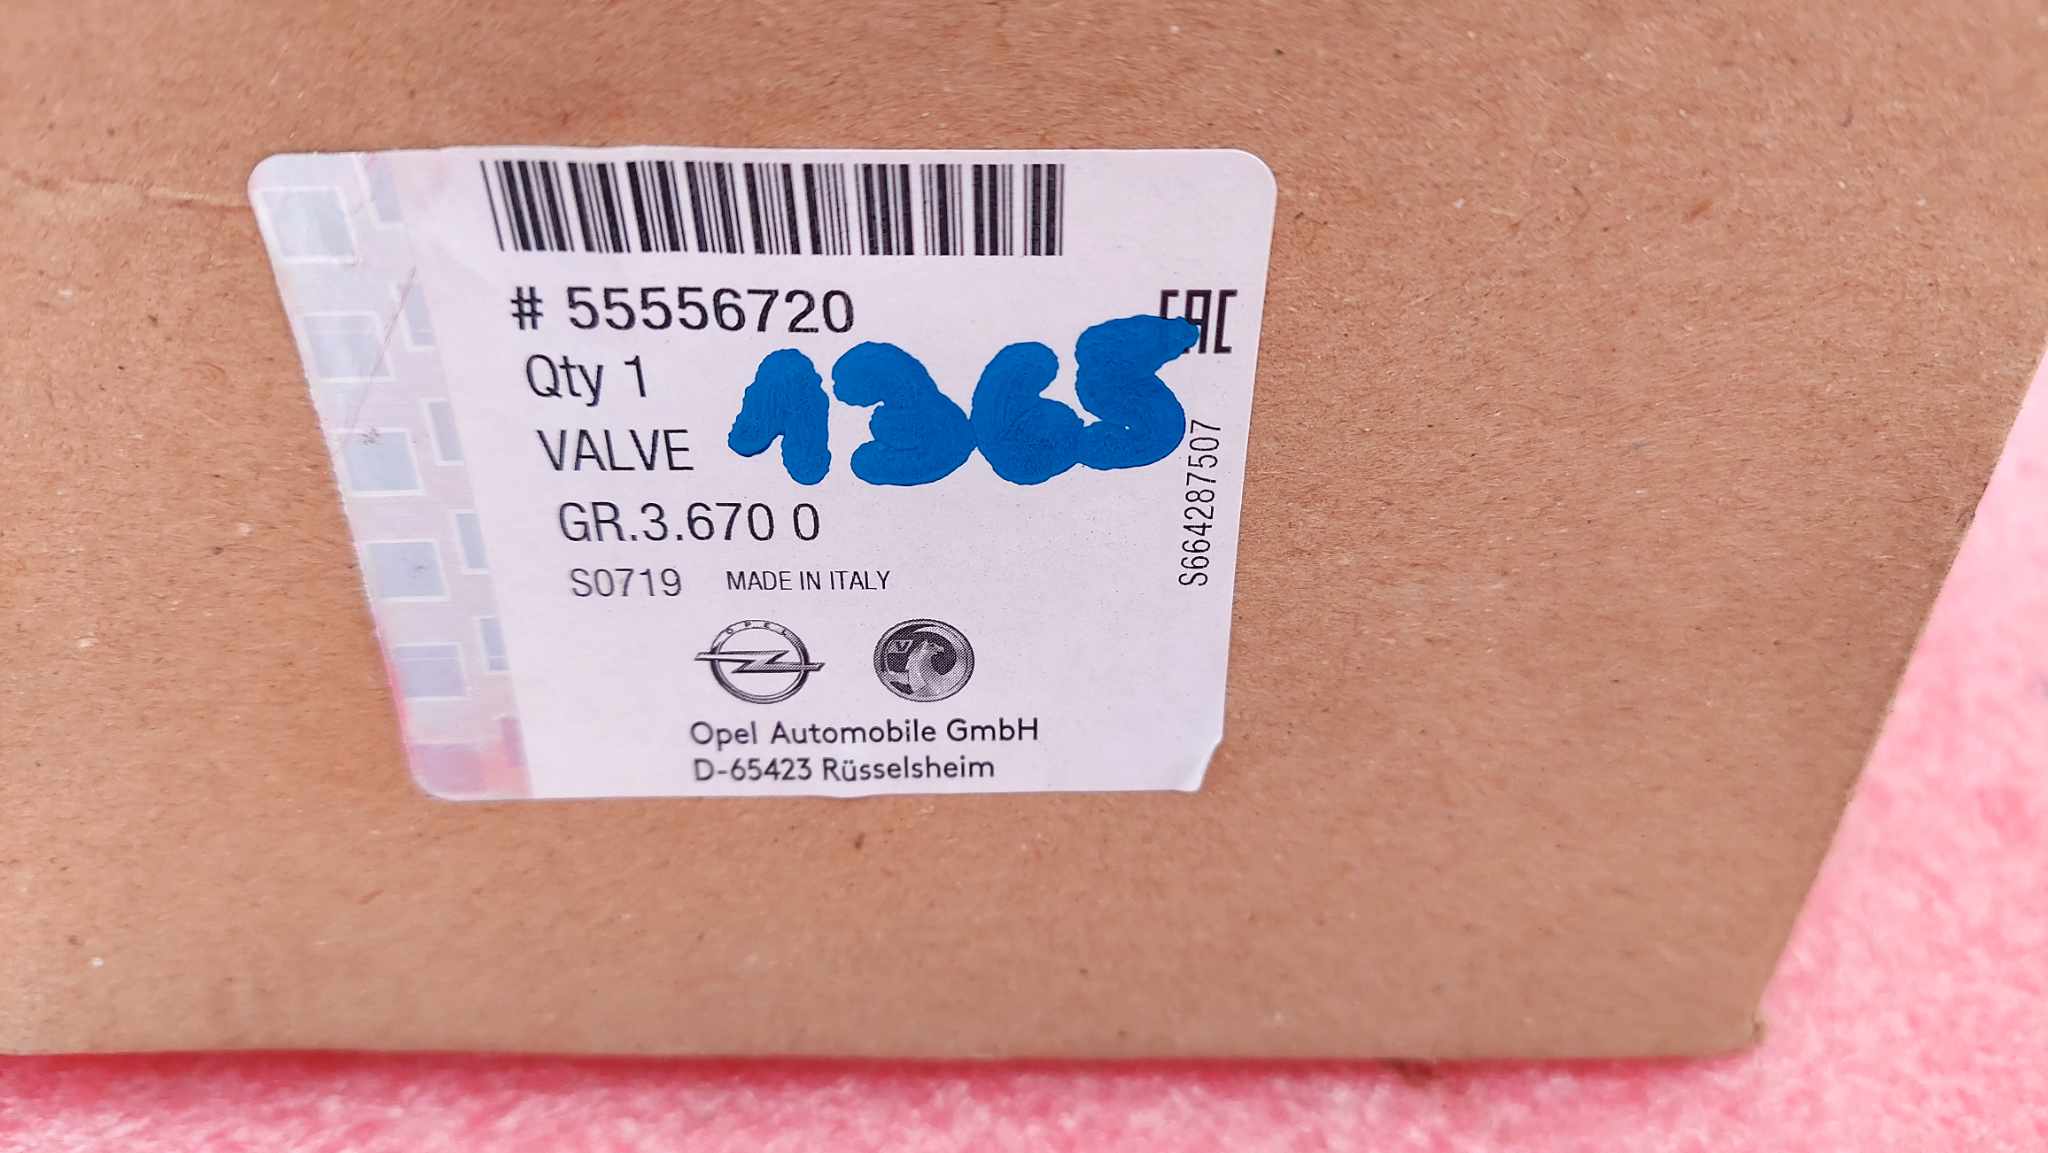 # 55556720
EAC
Qty 1
1365
VALVE
GR.3.670 0
S0719 MADE IN ITALY
S664287507
OPEL
V
Opel Automobile GmbH
D-65423 Rüsselsheim